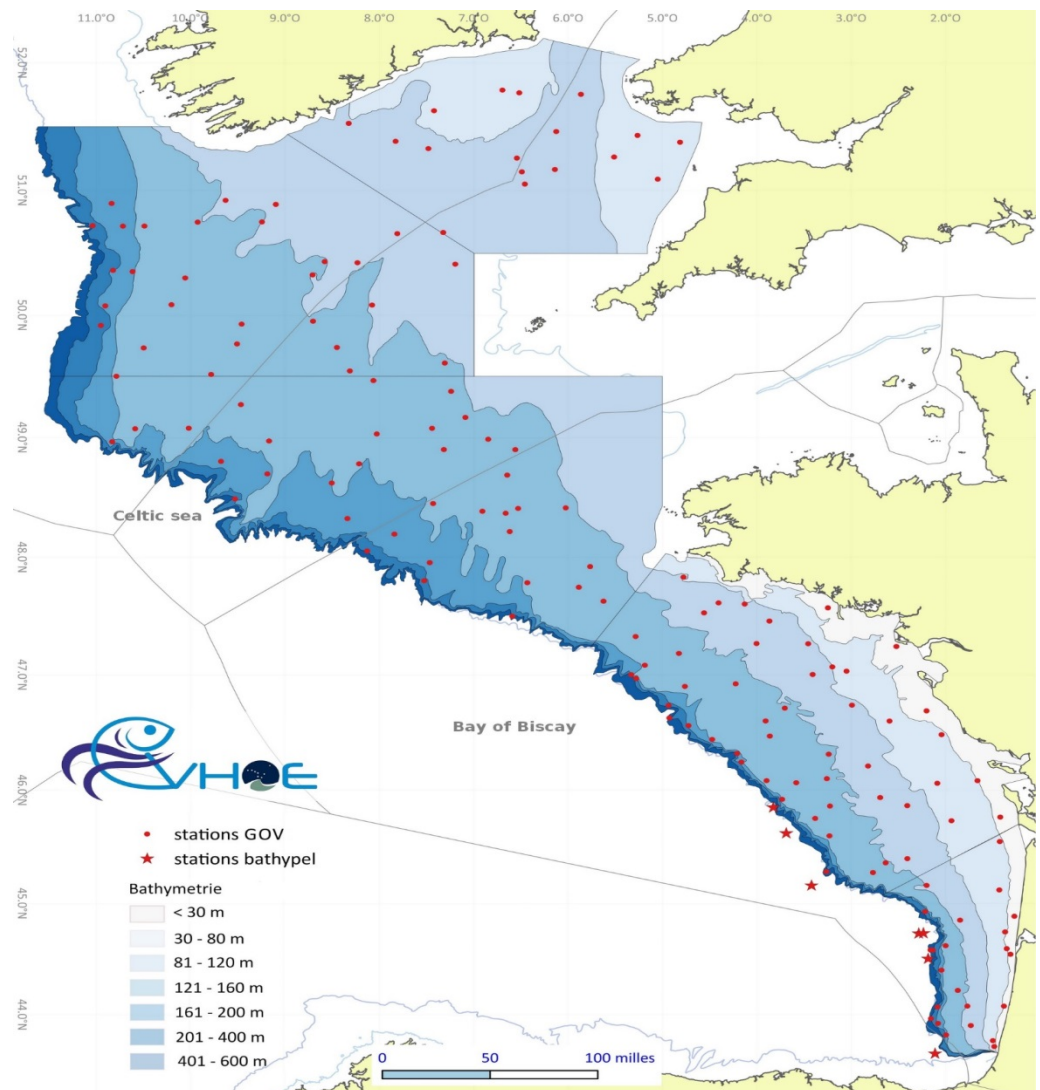 11.0°W 10.0°W 9.0°W 8.0°W 7.0°W 6.0°W 5.0°W 4.0°W 3.0°W 2.0°W
52.0°N
51.0°N
50.0°N
49.0°N
Celtic sea
48.0°N
47.0°N
Bay of Biscay
EVHOE
46.0°N
stations GOV
stations bathypel
Bathymetrie
45.0°N
< 30 m
30 - 80 m
81 - 120 m
121 - 160 m
44.0°N
161 - 200 m
201 - 400 m
401 - 600 m
0 50 100 milles